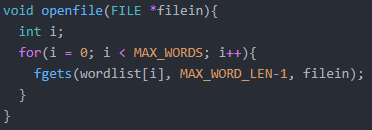 void openfile(FILE *filein){
  int i;
  for(i = 0; i < MAX_WORDS; i++){
    fgets(wordlist[i], MAX_WORD_LEN-1, filein);
  }
}